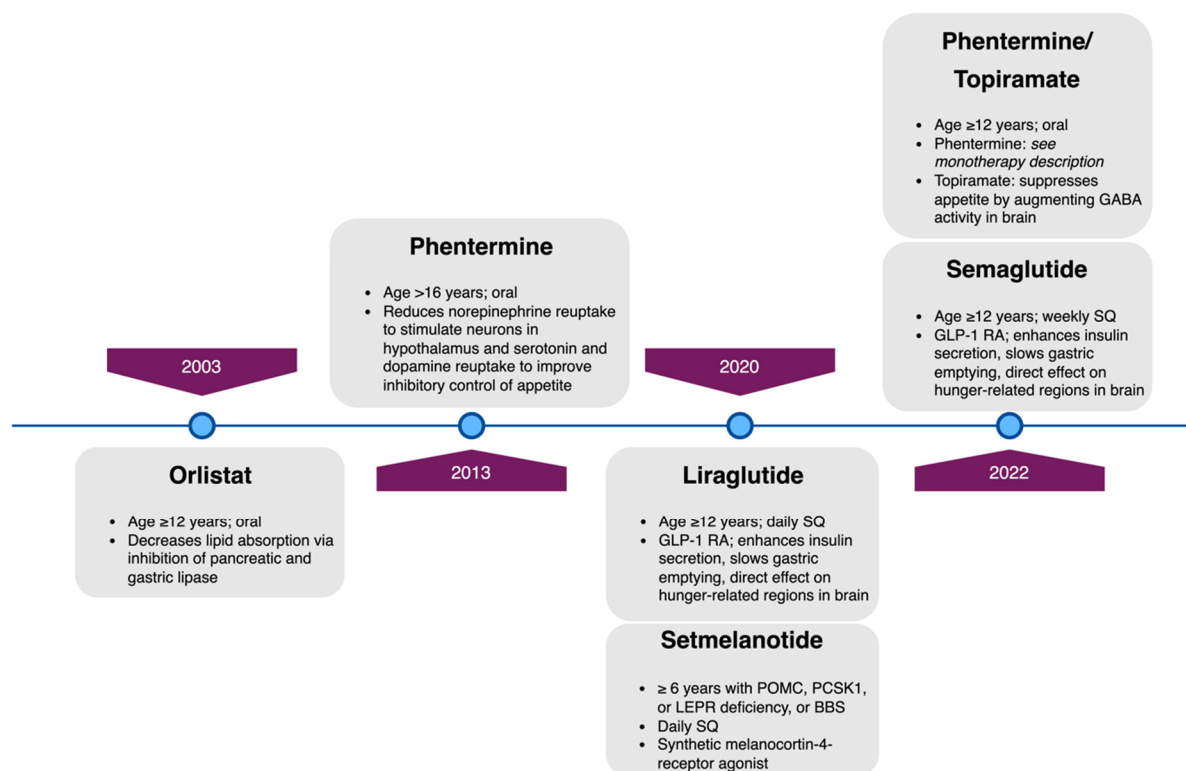 2003
Orlistat
• Age ≥12 years; oral
• Decreases lipid absorption via
inhibition of pancreatic and
gastric lipase
Phentermine
• Age >16 years; oral
• Reduces norepinephrine reuptake
to stimulate neurons in
hypothalamus and serotonin and
dopamine reuptake to improve
inhibitory control of appetite
2013
2020
Liraglutide
• Age ≥12 years; daily SQ
• GLP-1 RA; enhances insulin
secretion, slows gastric
emptying, direct effect on
hunger-related regions in brain
Setmelanotide
• ≥ 6 years with POMC, PCSK1,
or LEPR deficiency, or BBS
• Daily SQ
• Synthetic melanocortin-4-
receptor agonist
Phentermine/
Topiramate
• Age ≥12 years; oral
• Phentermine: see
monotherapy description
• Topiramate: suppresses
appetite by augmenting GABA
activity in brain
Semaglutide
• Age ≥12 years; weekly SQ
• GLP-1 RA; enhances insulin
secretion, slows gastric
emptying, direct effect on
hunger-related regions in brain
2022